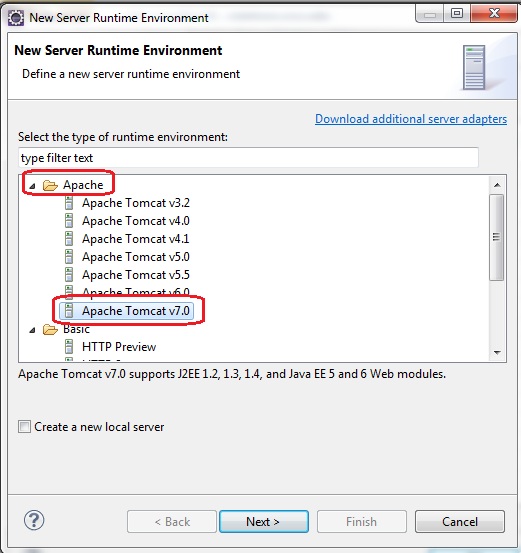 New Server Runtime Environment
New Server Runtime Environment
Define a new server runtime environment
Download additional server adapters
Select the type of runtime environment:
type filter text
Apache
Apache Tomcat v3.2
Apache Tomcat v4.0
Apache Tomcat v4.1
Apache Tomcat v5.0
Apache Tomcat v5.5
Apache Tomcat v6.0
Apache Tomcat v7.0
Basic
HTTP Preview
Apache Tomcat v7.0 supports J2EE 1.2, 1.3, 1.4, and Java EE 5 and 6 Web modules.
Create a new local server
?
< Back
Next >
Finish
Cancel